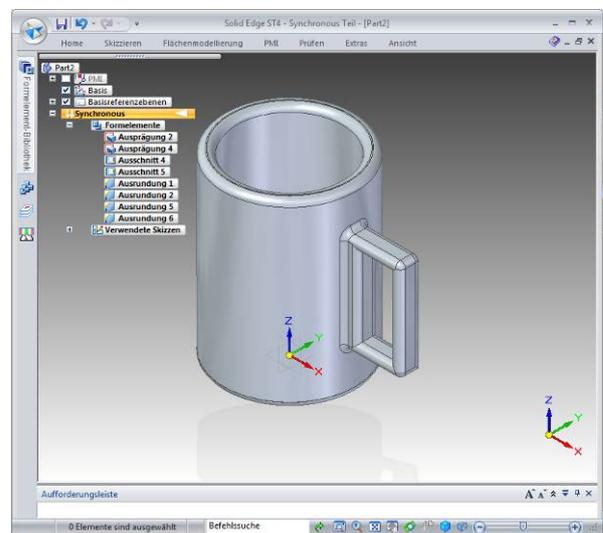 Solid Edge ST4 - Synchronous Teil - [Part2]
Home Skizzieren Flächenmodellierung PMI Prüfen Extras Ansicht
Formelement-Bibliothek
Part2
PMI
Basis
Basisreferenzebenen
Synchronous
Formelemente
Ausprägung 2
Ausprägung 4
Ausschnitt 4
Ausschnitt 5
Ausrundung 1
Ausrundung 2
Ausrundung 5
Ausrundung 6
Verwendete Skizzen
Z
Y
X
Z
Y
X
Aufforderungsleiste
0 Elemente sind ausgewählt Befehlssuche